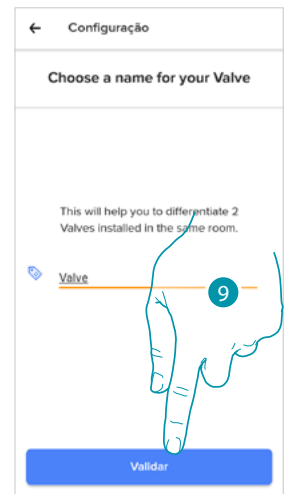 Configuração
Choose a name for your Valve
This will help you to differentiate 2
Valves installed in the same room.
Valve
9
Validar